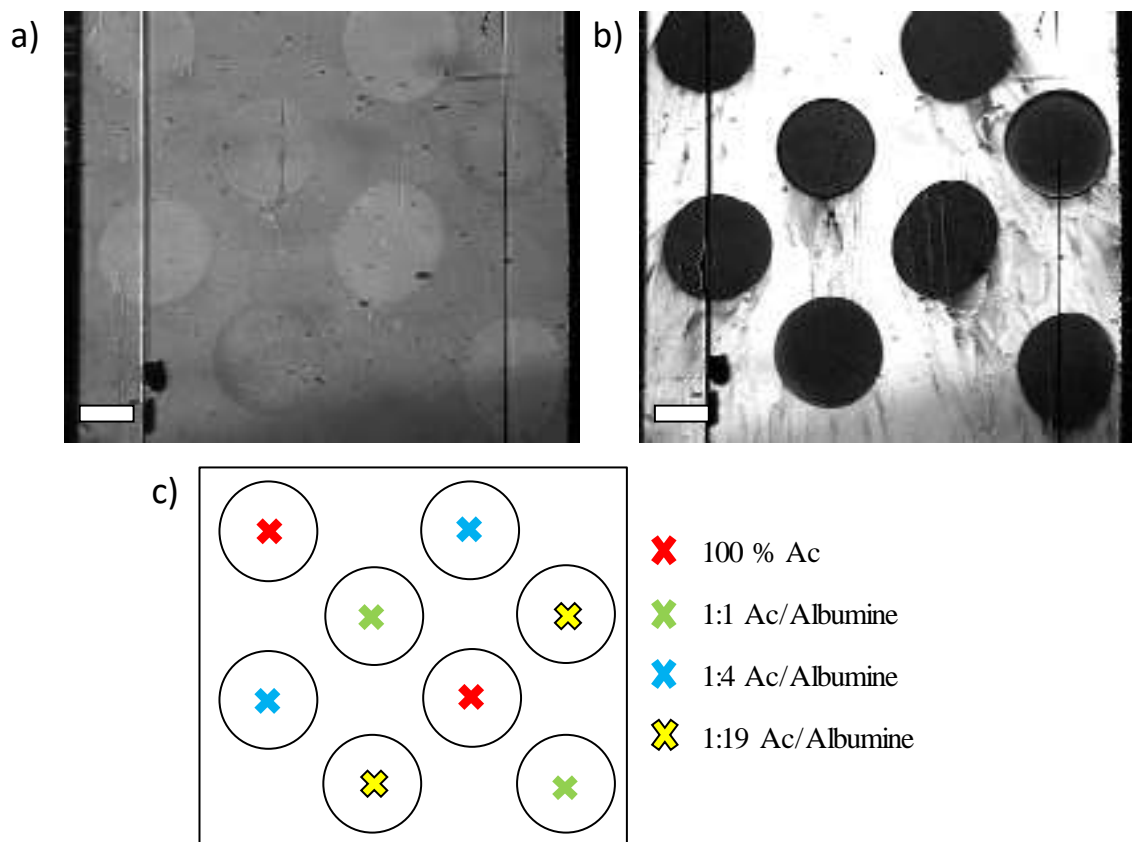 a)
b)
c)
100 % Ac
1:1 Ac/Albumine
1:4 Ac/Albumine
1:19 Ac/Albumine